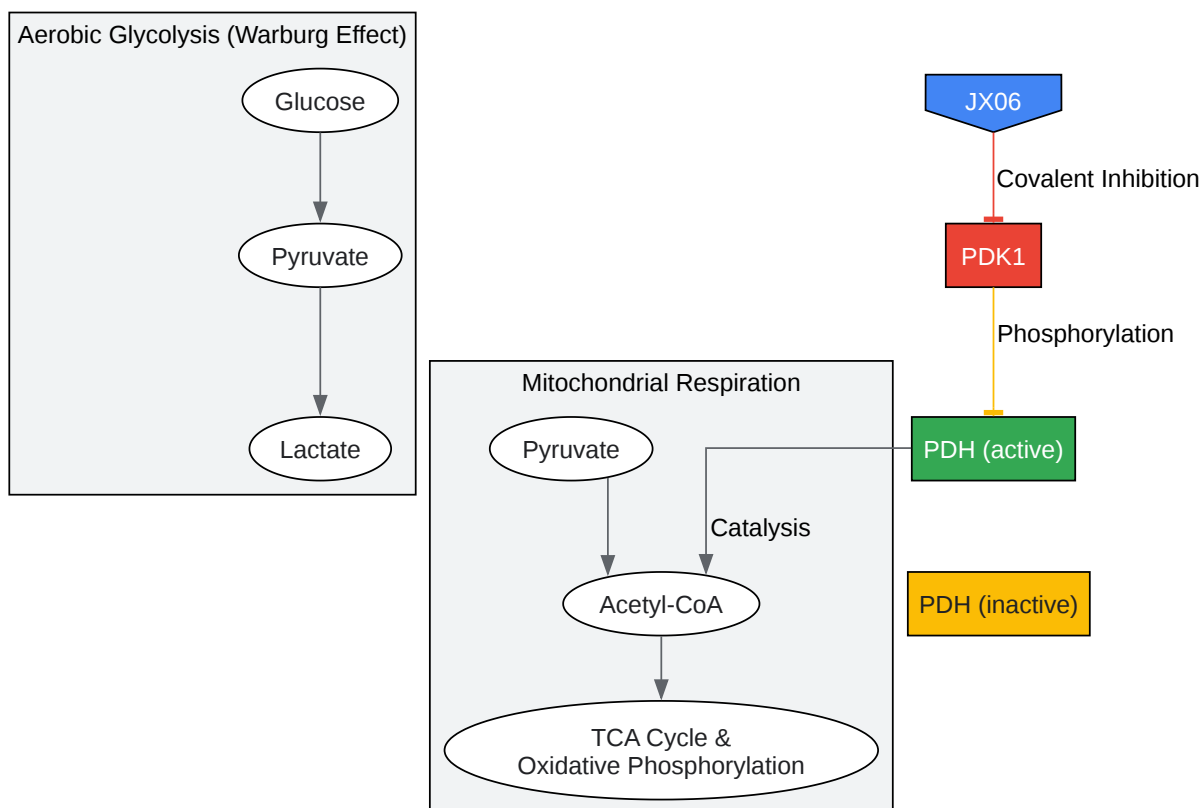 Aerobic Glycolysis (Warburg Effect)
Glucose
Pyruvate
Lactate
JX06
Covalent Inhibition
PDK1
Phosphorylation
PDH (active)
Mitochondrial Respiration
Pyruvate
Catalysis
Acetyl-CoA
PDH (inactive)
TCA Cycle &
Oxidative Phosphorylation